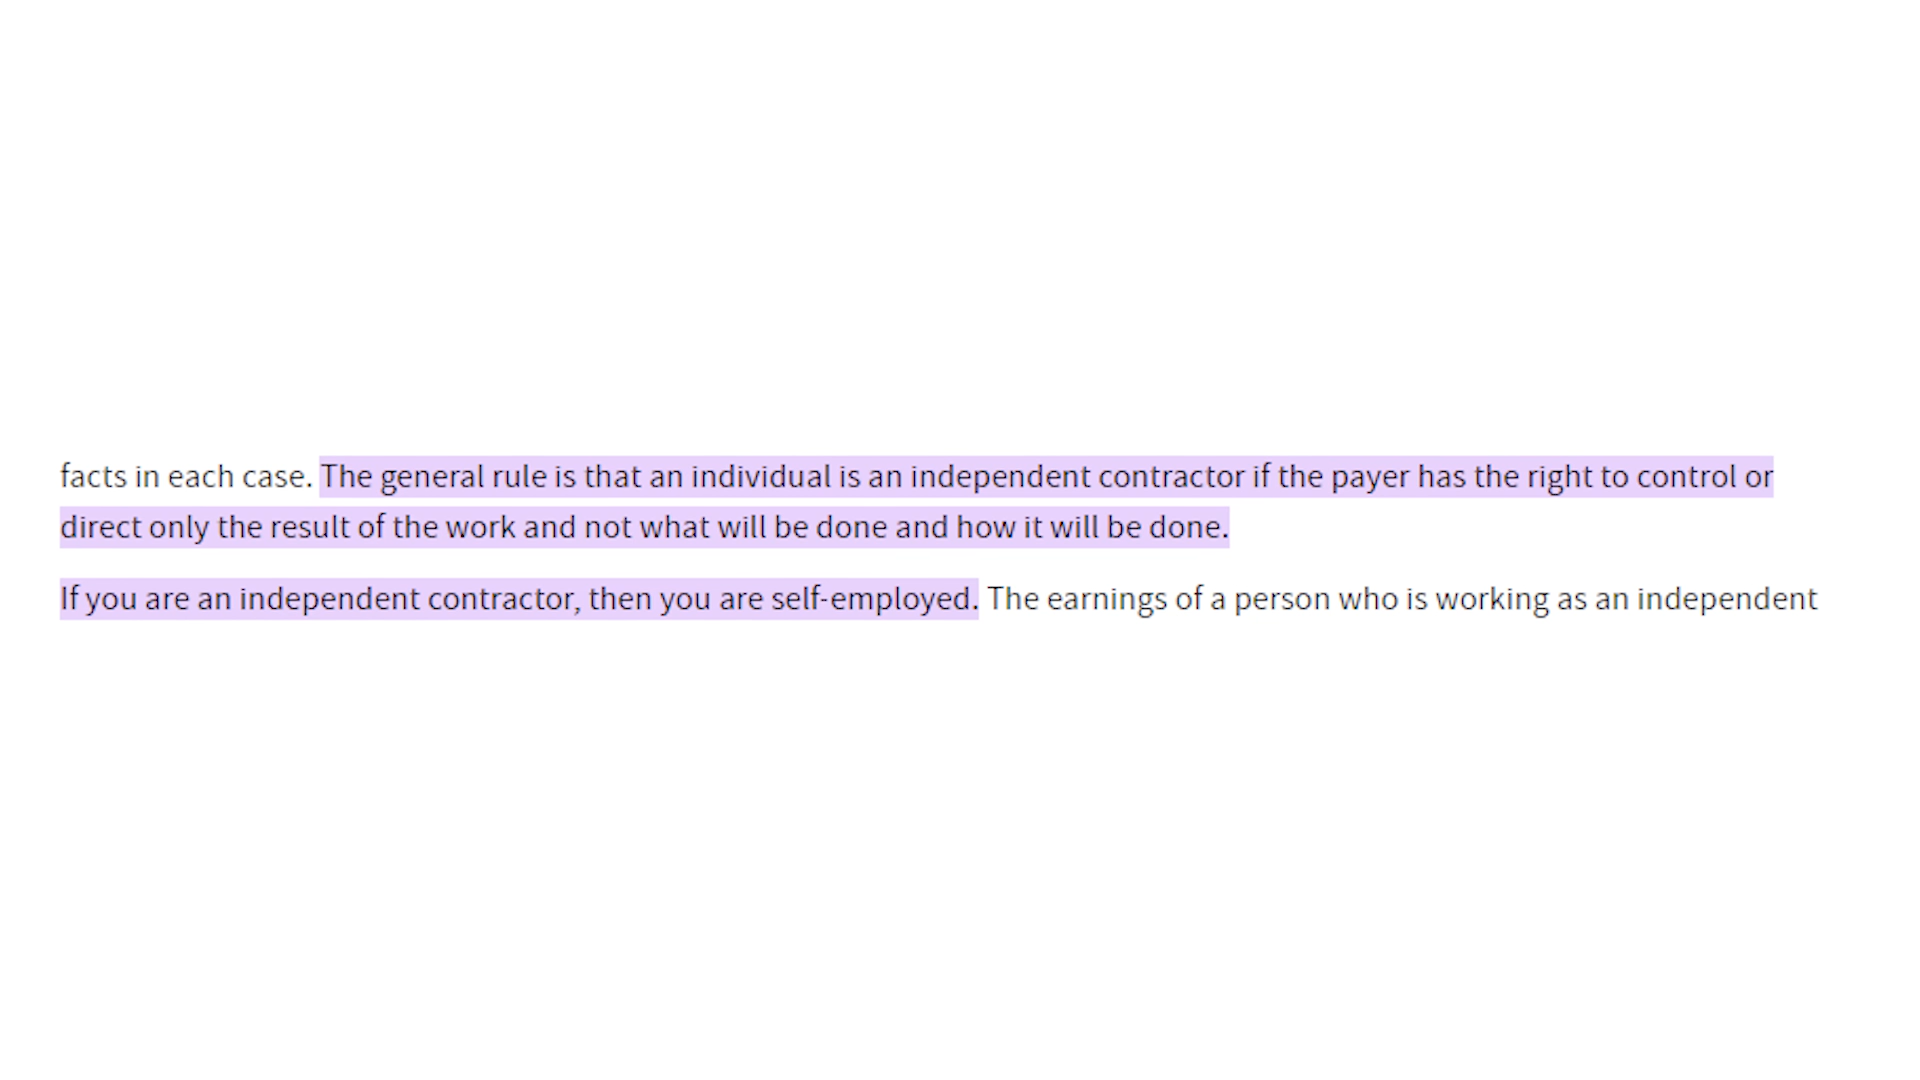 facts in each case. The general rule is that an individual is an independent contractor if the payer has the right to control or
direct only the result of the work and not what will be done and how it will be done.
If you are an independent contractor, then you are self-employed. The earnings of a person who is working as an independent